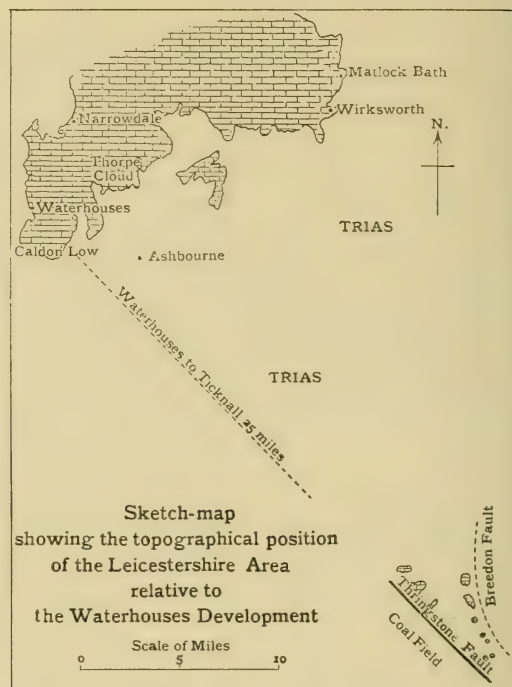 Matlock Bath
Wirksworth
Narrowdale
N.
Thorpe
Cloud
Waterhouses
TRIAS
Caldon Low
Ashbourne
Waterhouses to Ticknall 25 miles
TRIAS
Sketch-map
showing the topographical position
of the Leicestershire Area
relative to
the Waterhouses Development
Scale of Miles
0 5 10
Breedon Fault
Thringstone Fault
Coal Field